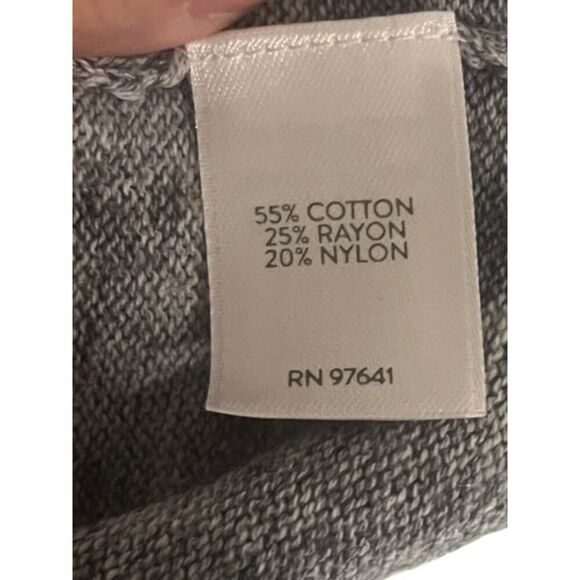 55% COTTON
25% RAYON
20% NYLON
RN 97641